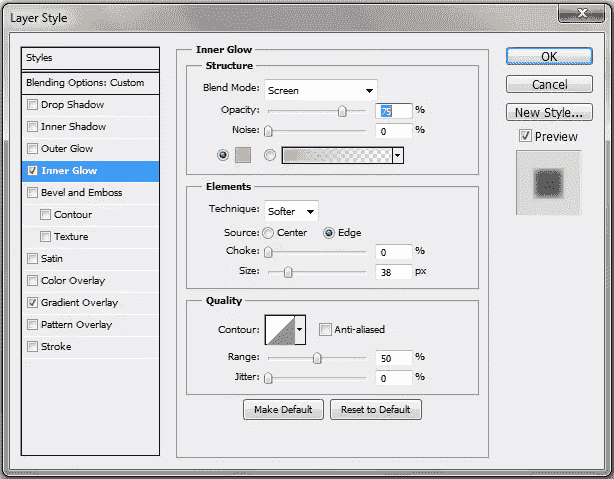 Layer Style
Styles
Blending Options: Custom
Drop Shadow
Inner Shadow
Outer Glow
Inner Glow
Bevel and Emboss
Contour
Texture
Satin
Color Overlay
Gradient Overlay
Pattern Overlay
Stroke
Inner Glow
Structure
Blend Mode: Screen
Opacity: 75 %
Noise: 0 %
Elements
Technique: Softer
Source: Center Edge
Choke: 0 %
Size: 38 px
Quality
Contour: Anti-aliased
Range: 50 %
Jitter: 0 %
Make Default Reset to Default
OK
Cancel
New Style...
Preview